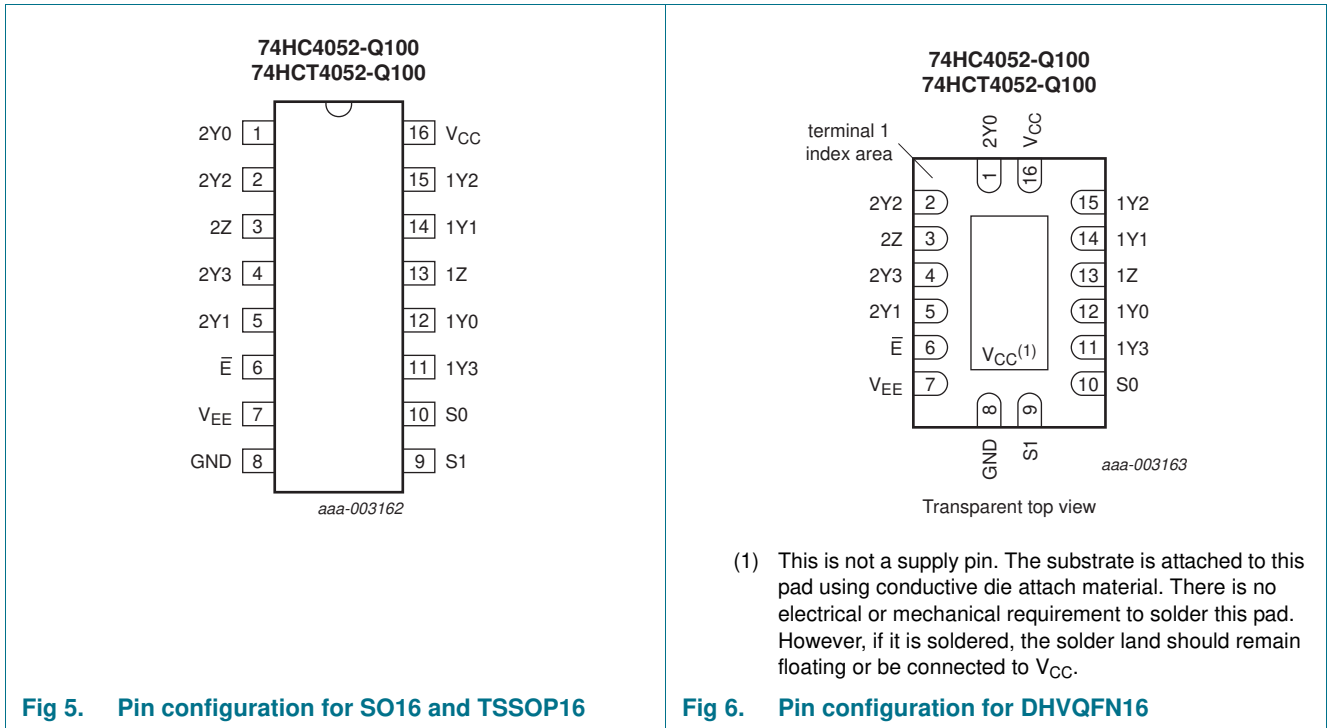 74HC4052-Q100
74HCT4052-Q100
2Y0 1 16 VCC
2Y2 2 15 1Y2
2Z 3 14 1Y1
2Y3 4 13 1Z
2Y1 5 12 1Y0
E̅ 6 11 1Y3
VEE 7 10 S0
GND 8 9 S1
aaa-003162
Fig 5. Pin configuration for SO16 and TSSOP16
74HC4052-Q100
74HCT4052-Q100
terminal 1
index area
2Y0 VCC
1 16
2Y2 2 15 1Y2
2Z 3 14 1Y1
2Y3 4 13 1Z
2Y1 5 12 1Y0
E̅ 6 VCC(1) 11 1Y3
VEE 7 10 S0
8 9
GND S1
aaa-003163
Transparent top view
(1) This is not a supply pin. The substrate is attached to this
pad using conductive die attach material. There is no
electrical or mechanical requirement to solder this pad.
However, if it is soldered, the solder land should remain
floating or be connected to VCC.
Fig 6. Pin configuration for DHVQFN16